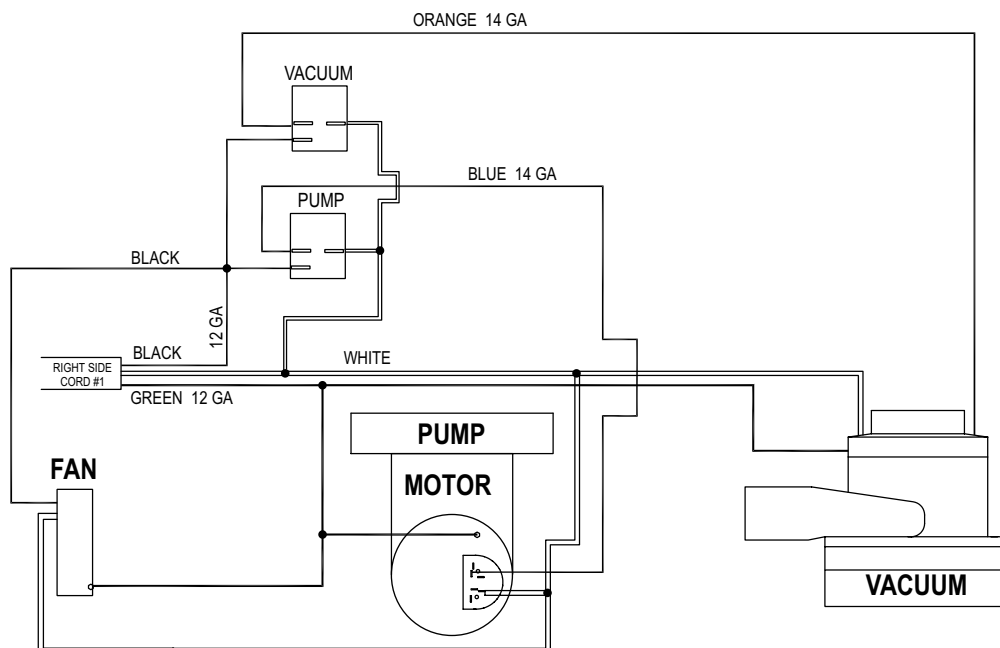 ORANGE 14 GA
VACUUM
BLUE 14 GA
PUMP
BLACK
12 GA
BLACK
WHITE
RIGHT SIDE
CORD #1
GREEN 12 GA
PUMP
FAN
MOTOR
VACUUM